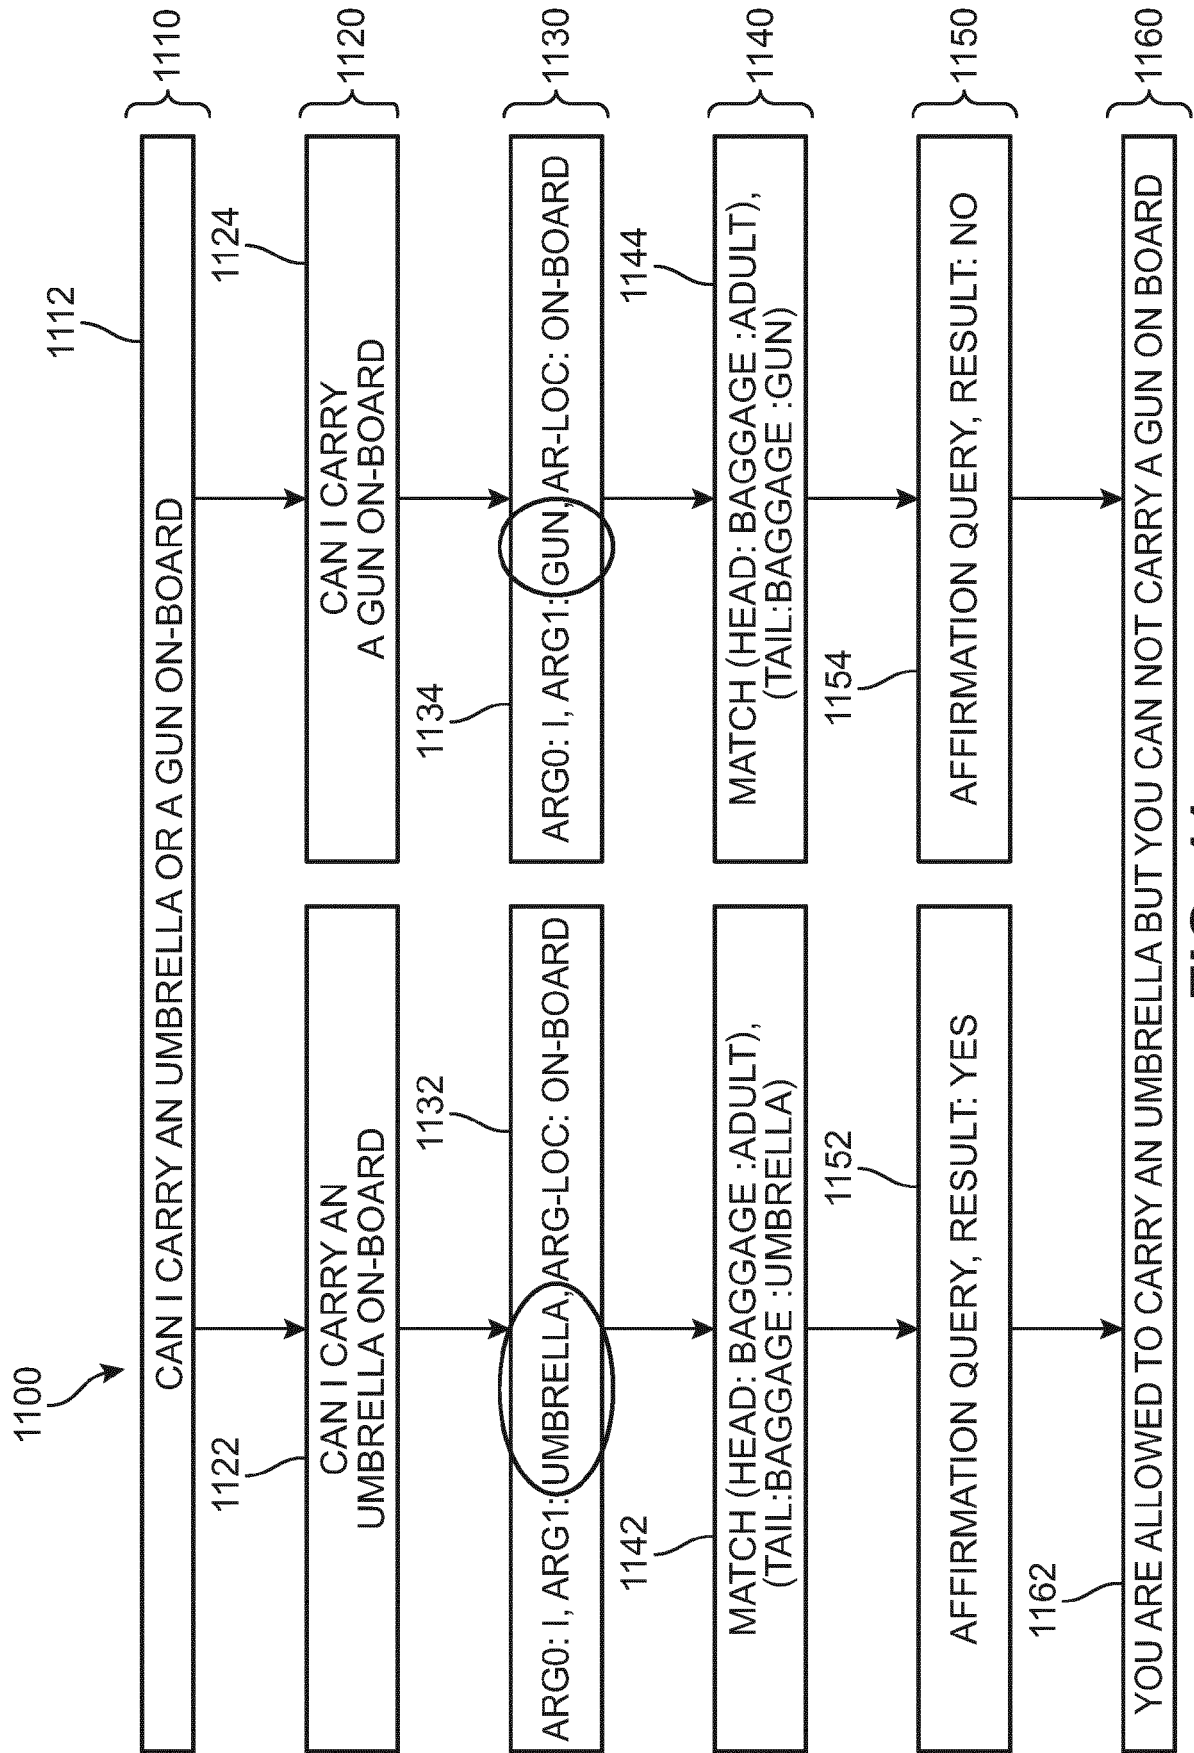 1100
1112
CAN I CARRY AN UMBRELLA OR A GUN ON-BOARD
1110
1122
CAN I CARRY AN
UMBRELLA ON-BOARD
1124
CAN I CARRY
A GUN ON-BOARD
1120
1132
ARG0: I, ARG1:UMBRELLA,ARG-LOC: ON-BOARD
1134
ARG0: I, ARG1:GUN, AR-LOC: ON-BOARD
1130
1142
MATCH (HEAD: BAGGAGE :ADULT),
(TAIL:BAGGAGE :UMBRELLA)
1144
MATCH (HEAD: BAGGAGE :ADULT),
(TAIL:BAGGAGE :GUN)
1140
1152
AFFIRMATION QUERY, RESULT: YES
1154
AFFIRMATION QUERY, RESULT: NO
1150
1162
YOU ARE ALLOWED TO CARRY AN UMBRELLA BUT YOU CAN NOT CARRY A GUN ON BOARD
1160